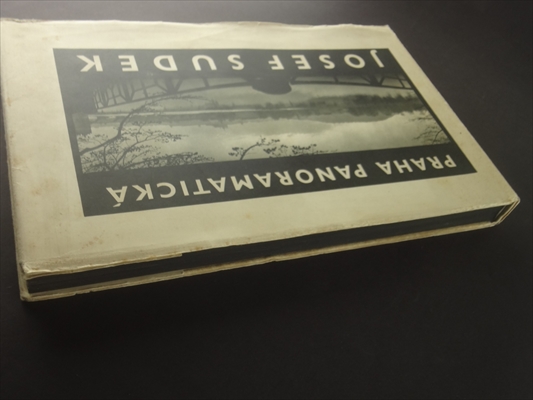 PRAHA PANORAMATICKÁ
JOSEF SUDEK